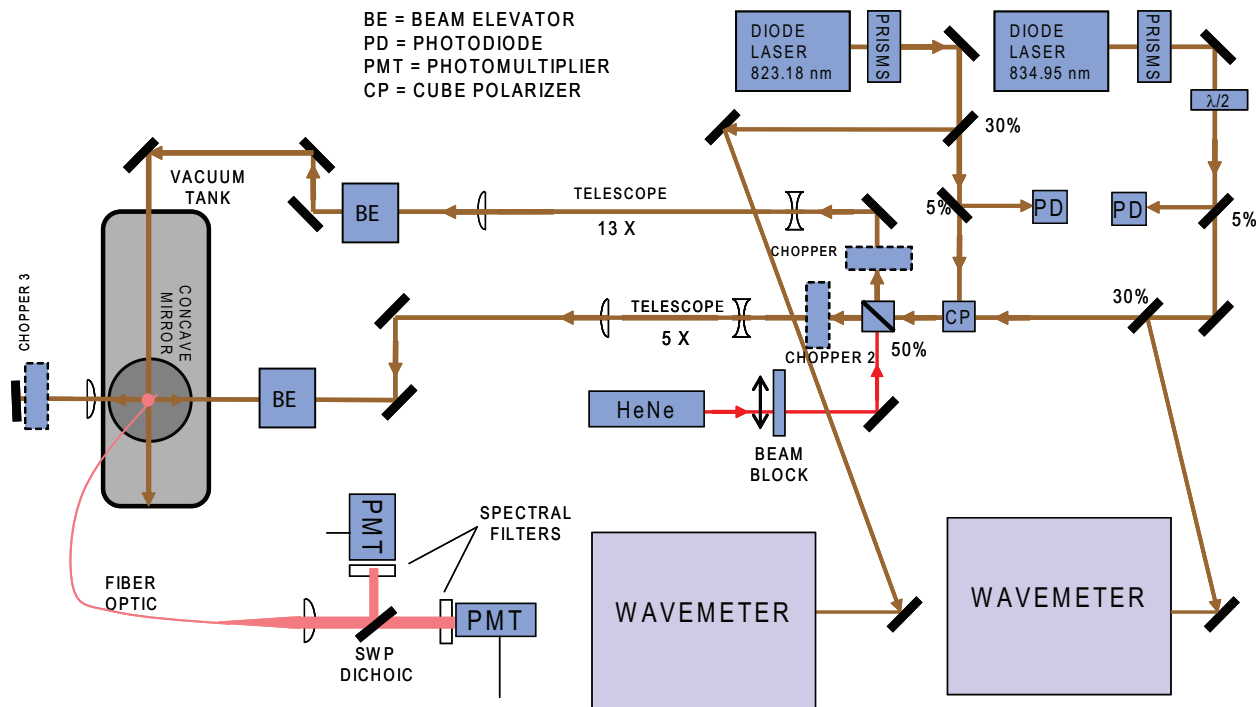 BE = BEAM ELEVATOR
PD = PHOTODIODE
PMT = PHOTOMULTIPLIER
CP = CUBE POLARIZER
DIODE
LASER
823.18 nm
PRISMS
DIODE
LASER
834.95 nm
PRISMS
λ/2
30%
VACUUM
TANK
BE
TELESCOPE
13 X
5%
PD
PD
5%
CHOPPER
CHOPPER 3
CONCAVE
MIRROR
TELESCOPE
5 X
CP
30%
50%
CHOPPER 2
BE
HeNe
BEAM
BLOCK
PMT
SPECTRAL
FILTERS
FIBER
OPTIC
PMT
SWP
DICHOIC
WAVEMETER
WAVEMETER